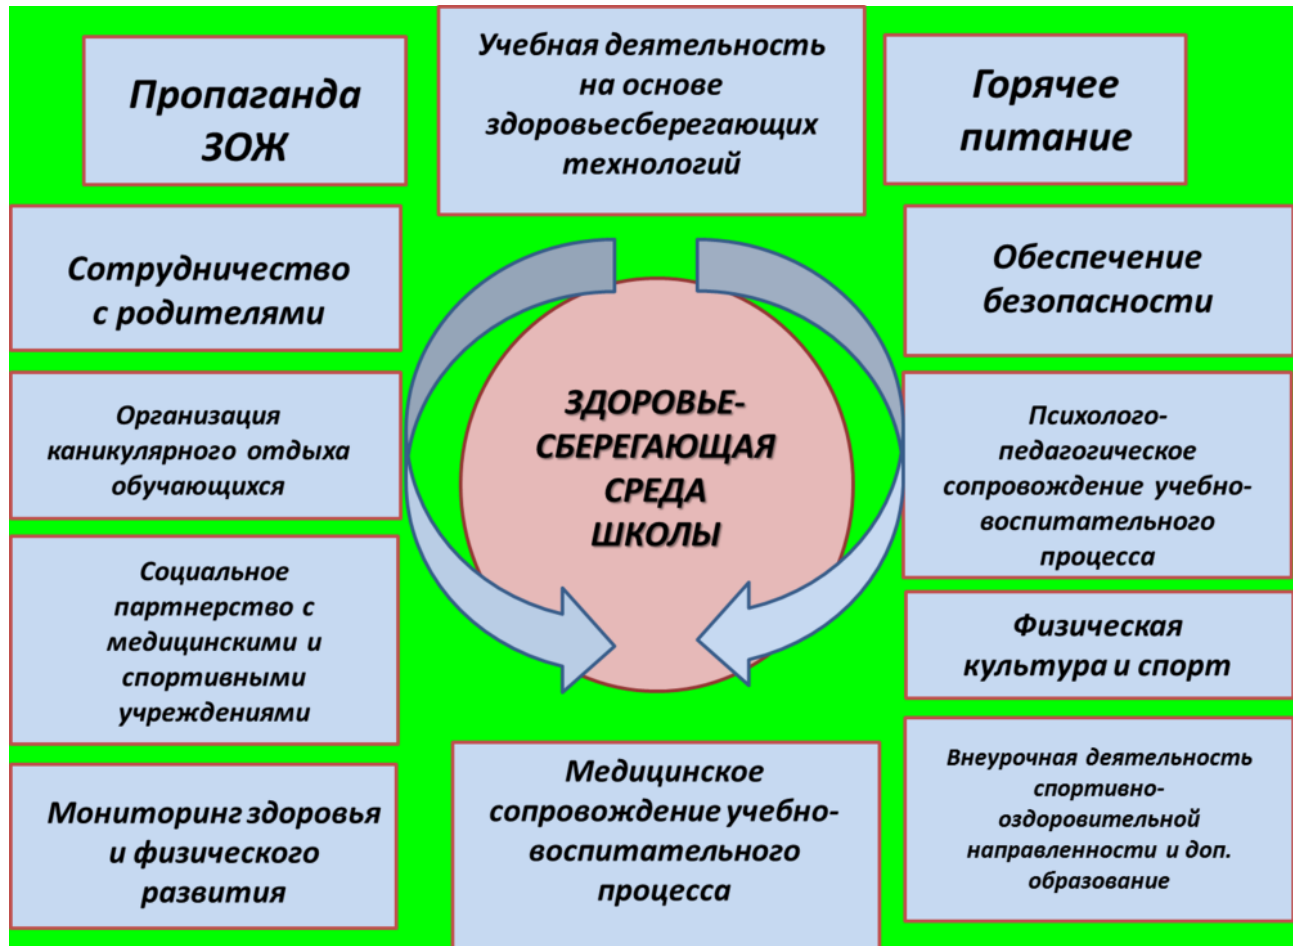 Пропаганда
ЗОЖ
Учебная деятельность
на основе
здоровьесберегающих
технологий
Горячее
питание
Сотрудничество
с родителями
Обеспечение
безопасности
Организация
каникулярного отдыха
обучающихся
ЗДОРОВЬЕ-
СБЕРЕГАЮЩАЯ
СРЕДА
ШКОЛЫ
Психолого-
педагогическое
сопровождение учебно-
воспитательного
процесса
Социальное
партнерство с
медицинскими и
спортивными
учреждениями
Физическая
культура и спорт
Мониторинг здоровья
и физического
развития
Медицинское
сопровождение учебно-
воспитательного
процесса
Внеурочная деятельность
спортивно-
оздоровительной
направленности и доп.
образование